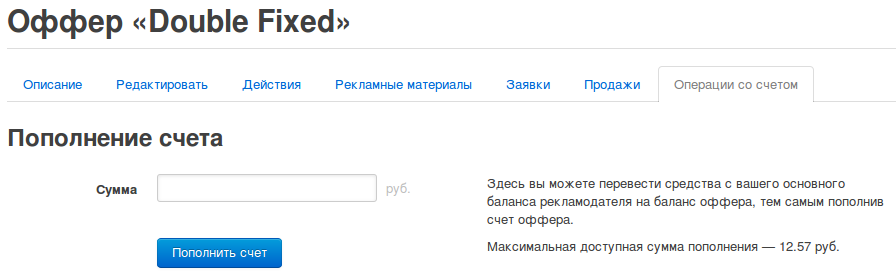 Оффер «Double Fixed»
Описание Редактировать Действия Рекламные материалы Заявки Продажи Операции со счетом
Пополнение счета
Сумма руб.
Здесь вы можете перевести средства с вашего основного
баланса рекламодателя на баланс оффера, тем самым пополнив
счет оффера.
Пополнить счет
Максимальная доступная сумма пополнения — 12.57 руб.